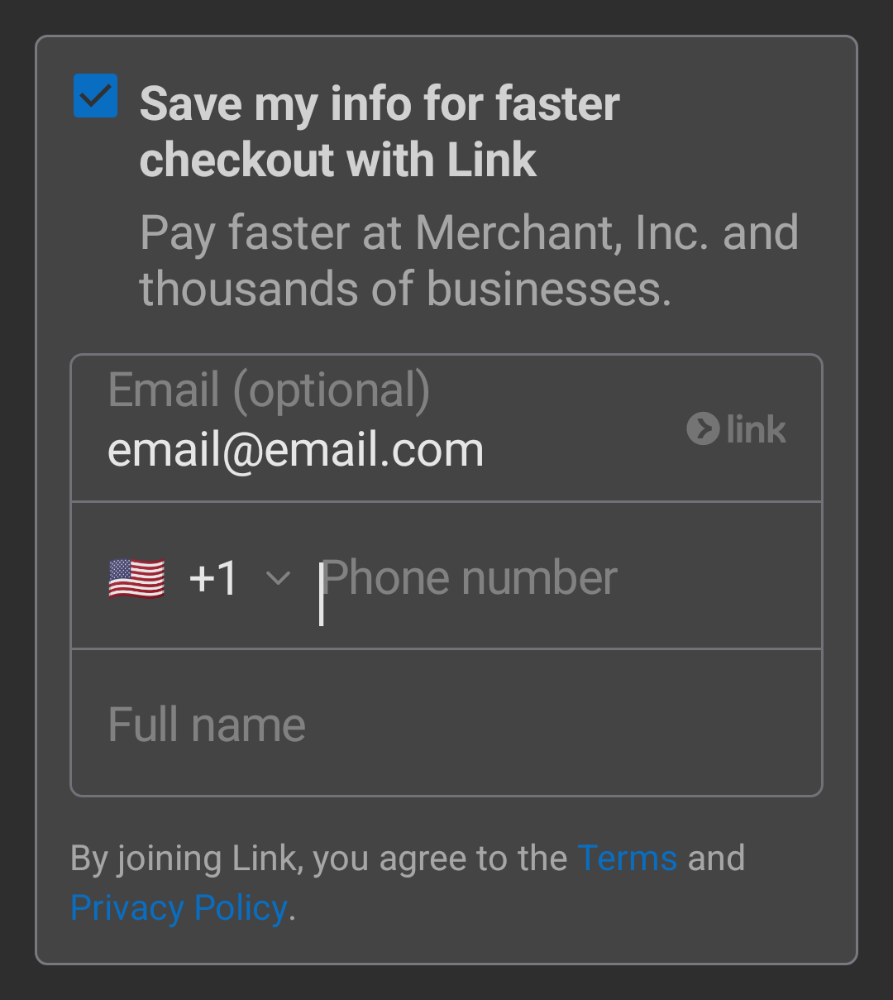 Save my info for faster
checkout with Link
Pay faster at Merchant, Inc. and
thousands of businesses.
Email (optional)
email@email.com
link
+1 Phone number
Full name
By joining Link, you agree to the Terms and
Privacy Policy.